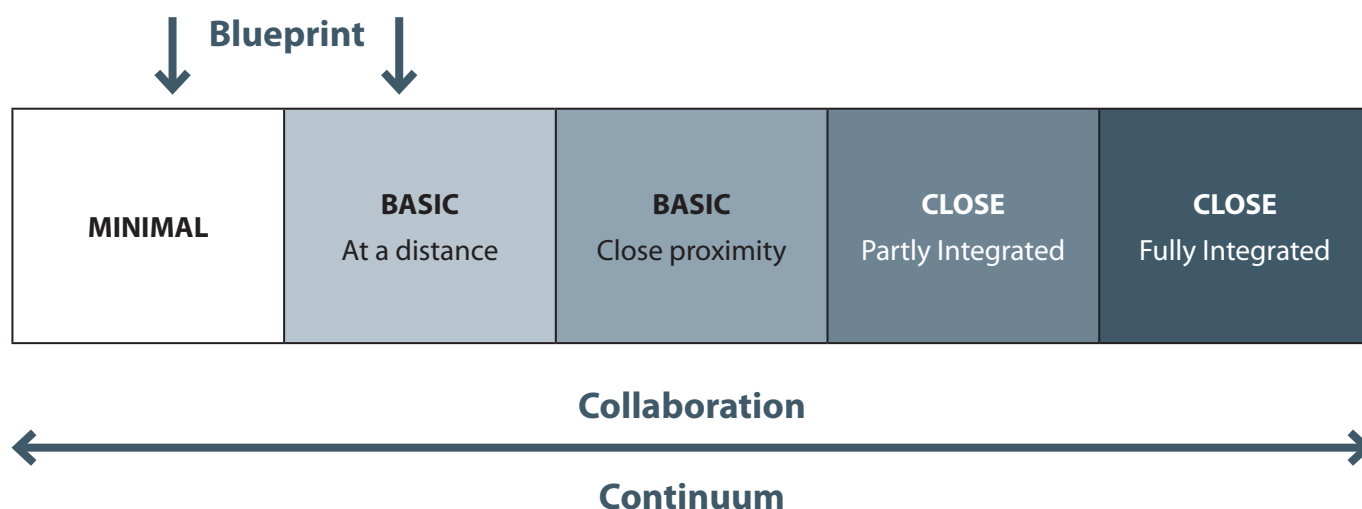 Blueprint
MINIMAL
BASIC
At a distance
BASIC
Close proximity
CLOSE
Partly Integrated
CLOSE
Fully Integrated
Collaboration
Continuum